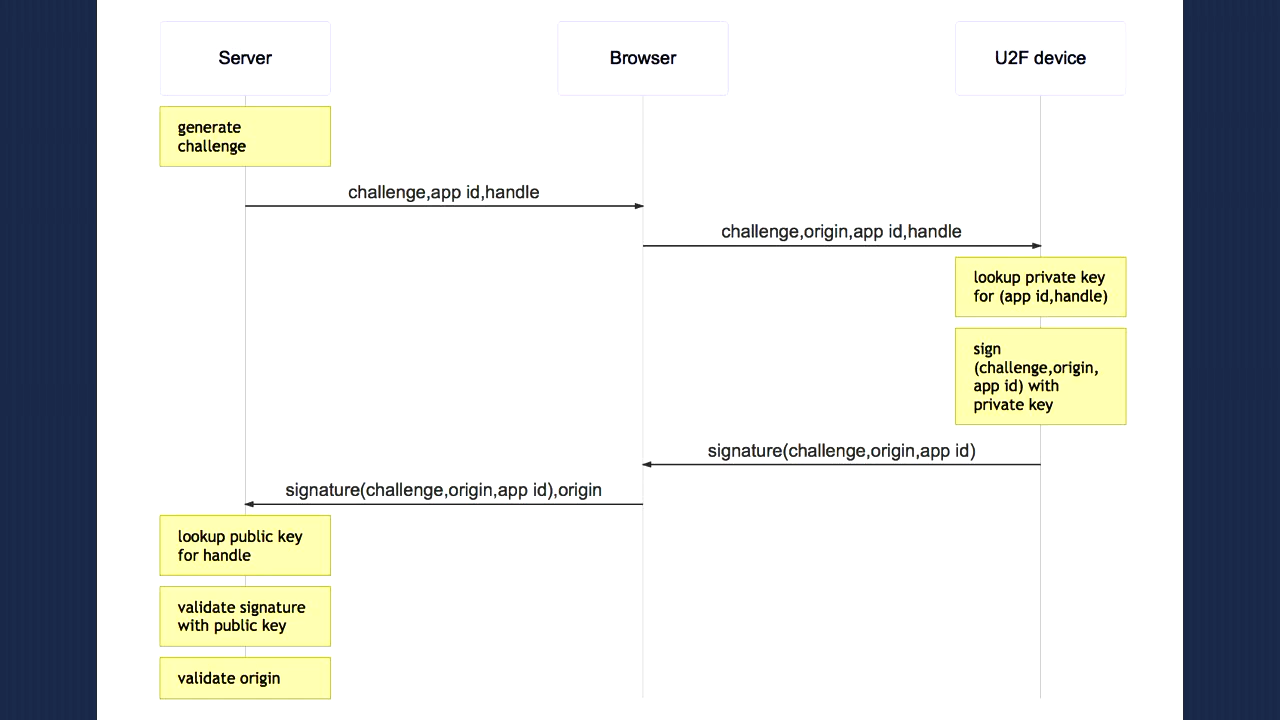 Server
Browser
U2F device
generate
challenge
challenge,app id,handle
challenge,origin,app id,handle
lookup private key
for (app id,handle)
sign
(challenge,origin,
app id) with
private key
signature(challenge,origin,app id)
signature(challenge,origin,app id),origin
lookup public key
for handle
validate signature
with public key
validate origin